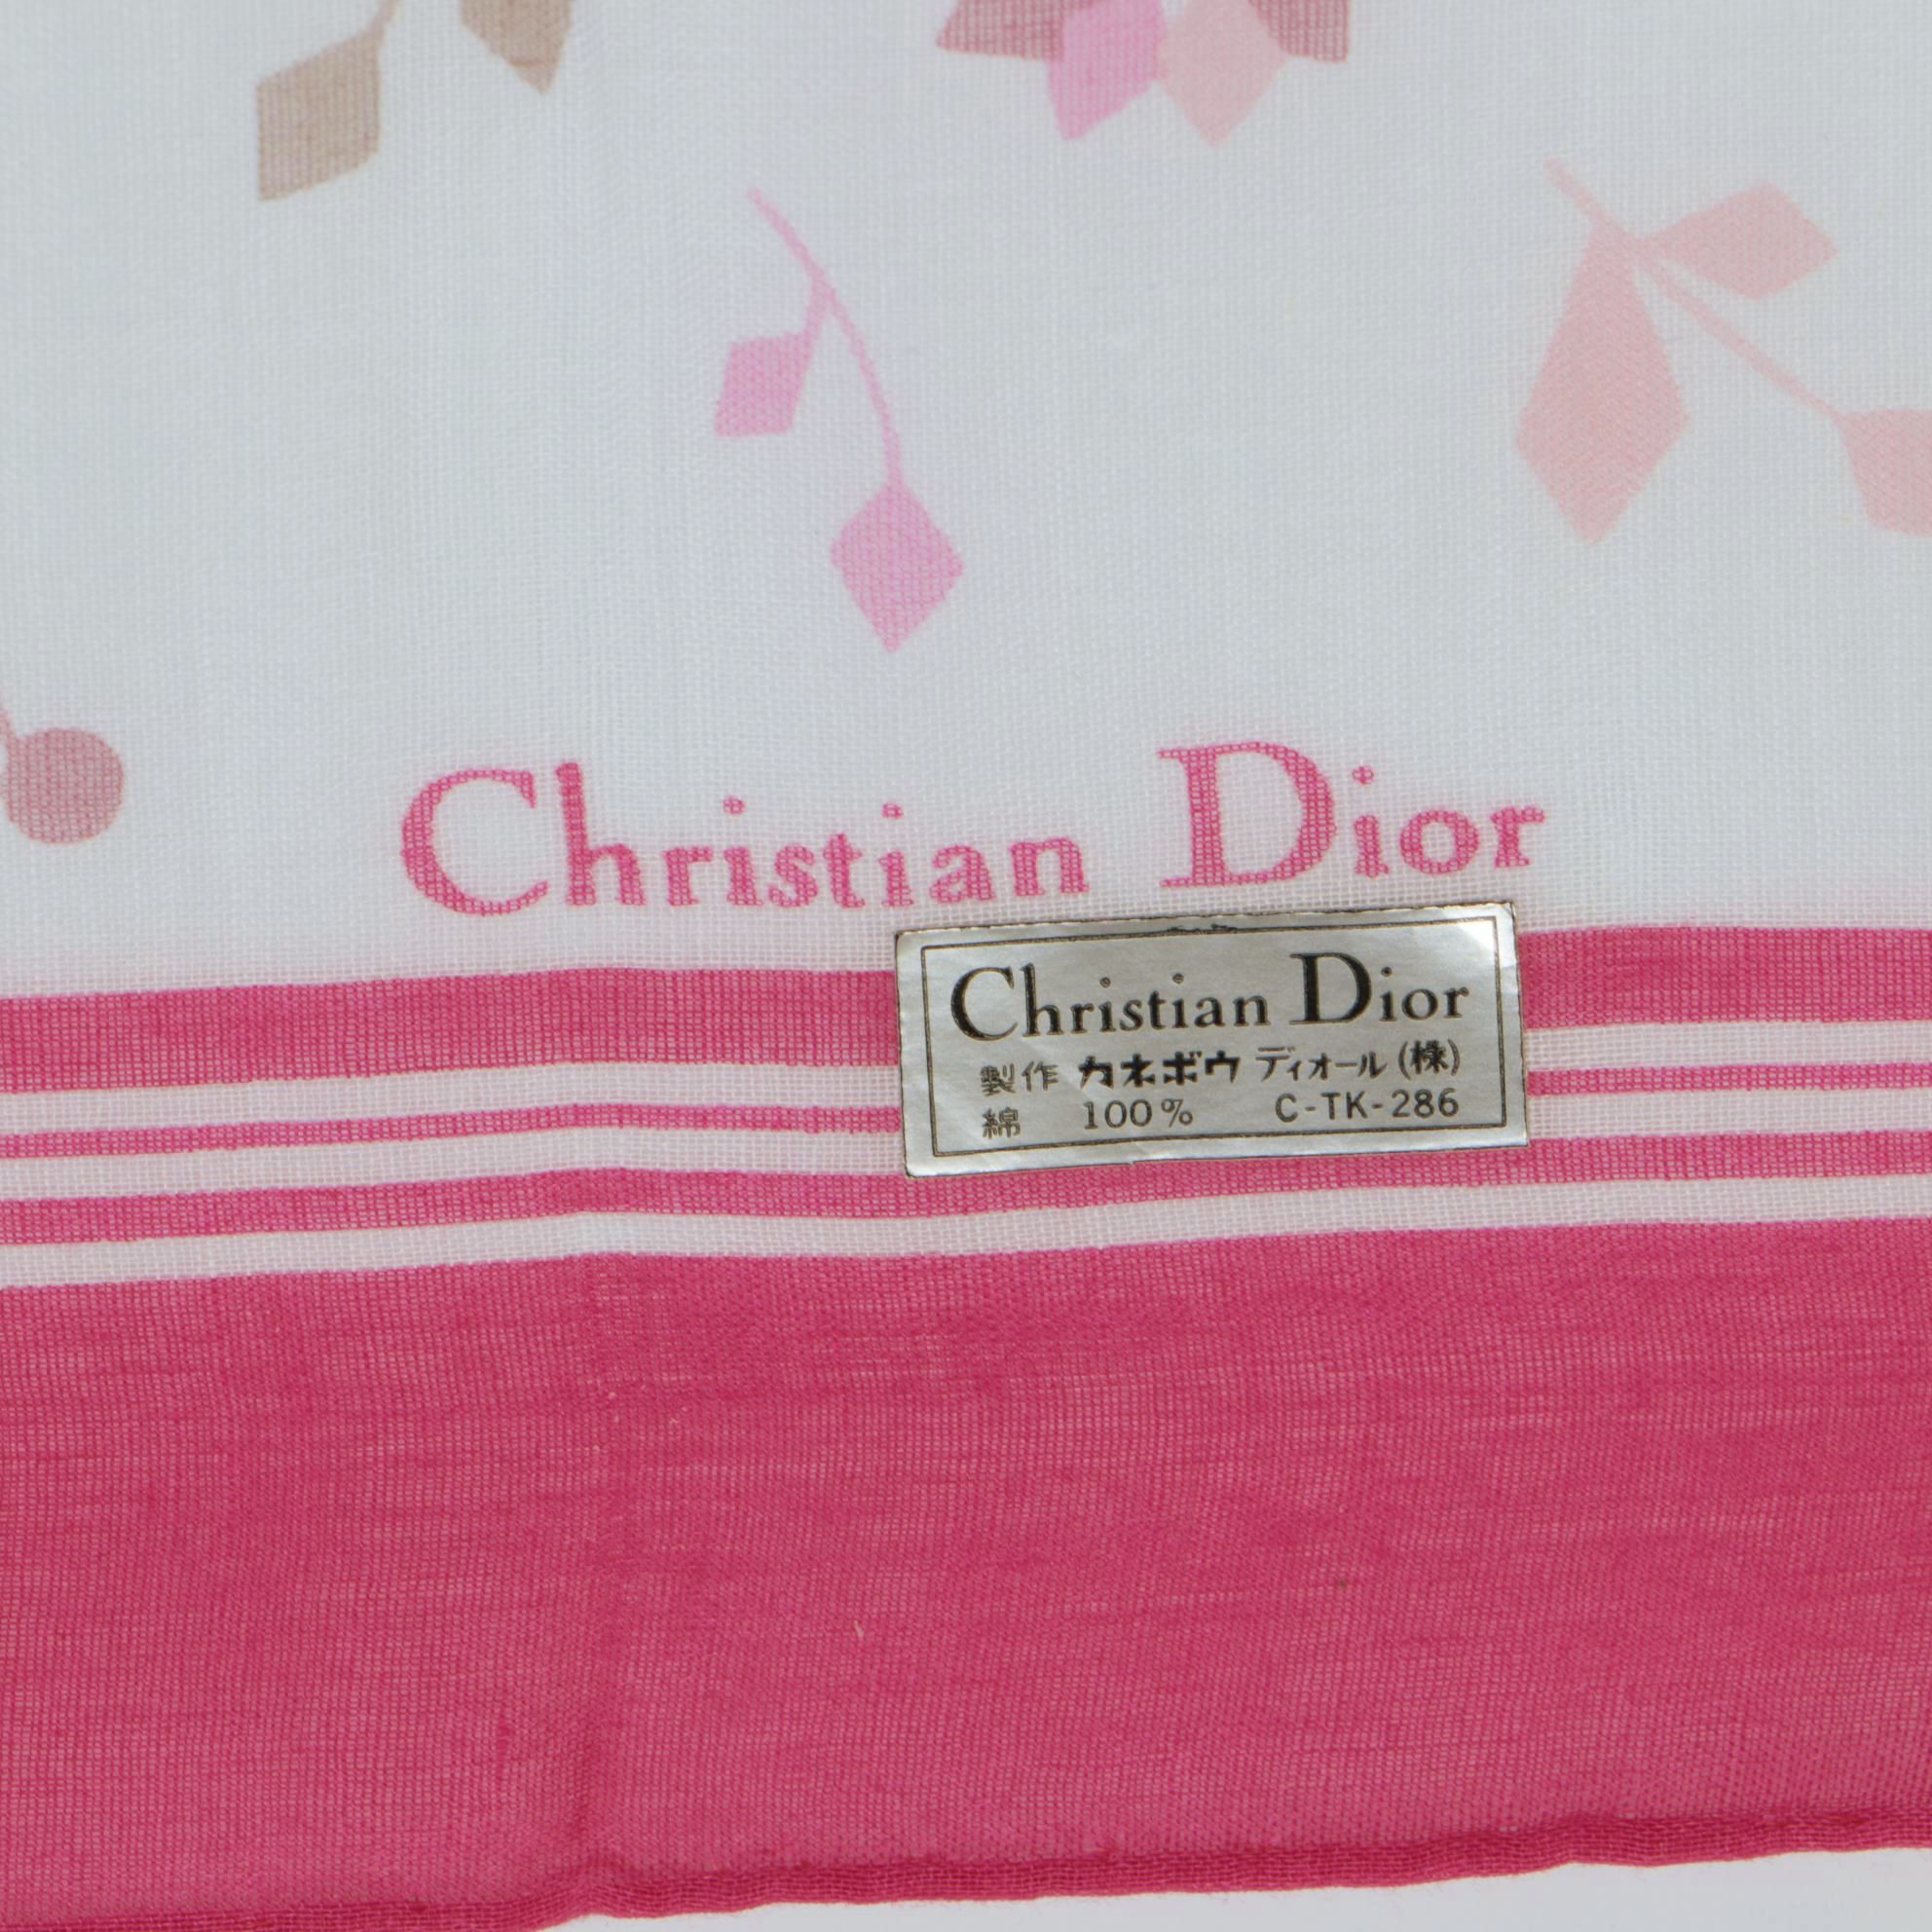 Christian Dior
Christian Dior
製作 カネボウ ディオール (株)
綿 100% C-TK-286